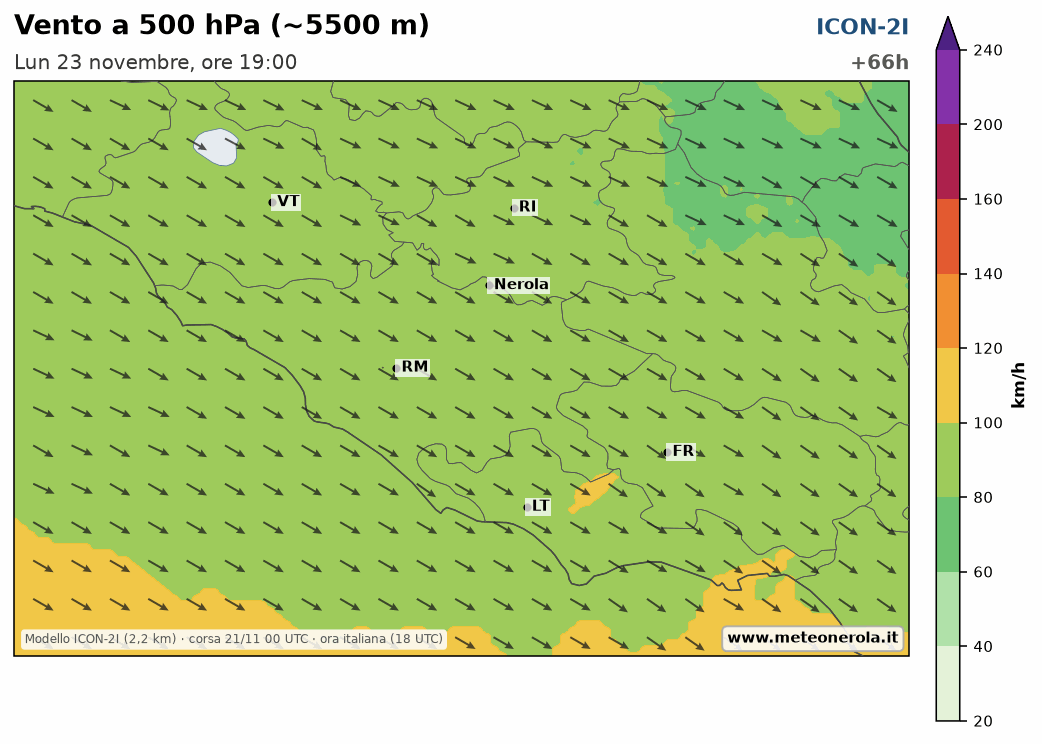 Vento a 500 hPa (~5500 m)
ICON-2I
Lun 23 novembre, ore 19:00
+66h
VT
RI
Nerola
RM
FR
LT
Modello ICON-2I (2,2 km) · corsa 21/11 00 UTC · ora italiana (18 UTC)
www.meteonerola.it
240
200
160
140
120
100
80
60
40
20
km/h